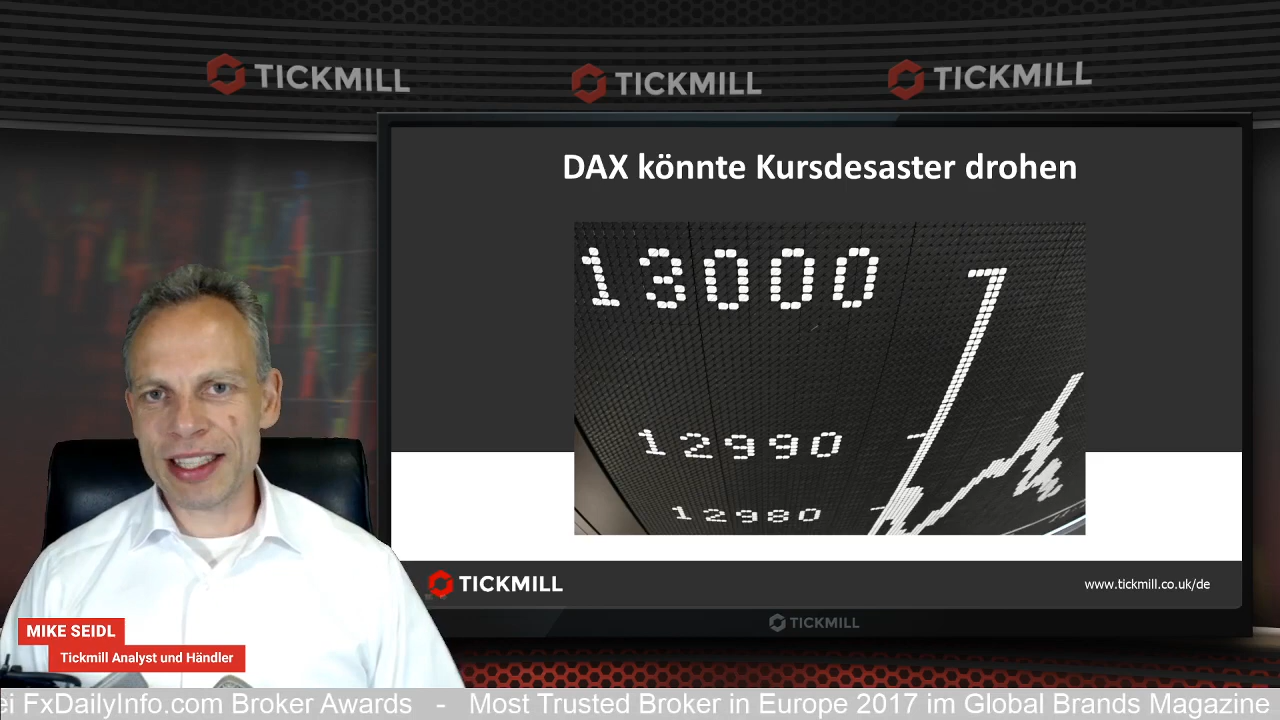 TICKMILL
TICKMILL
TICKMILL
DAX könnte Kursdesaster drohen
13000
12990
12980
TICKMILL
www.tickmill.co.uk/de
TICKMILL
MIKE SEIDL
Tickmill Analyst und Händler
ei FxDailyInfo.com Broker Awards - Most Trusted Broker in Europe 2017 im Global Brands Magazine